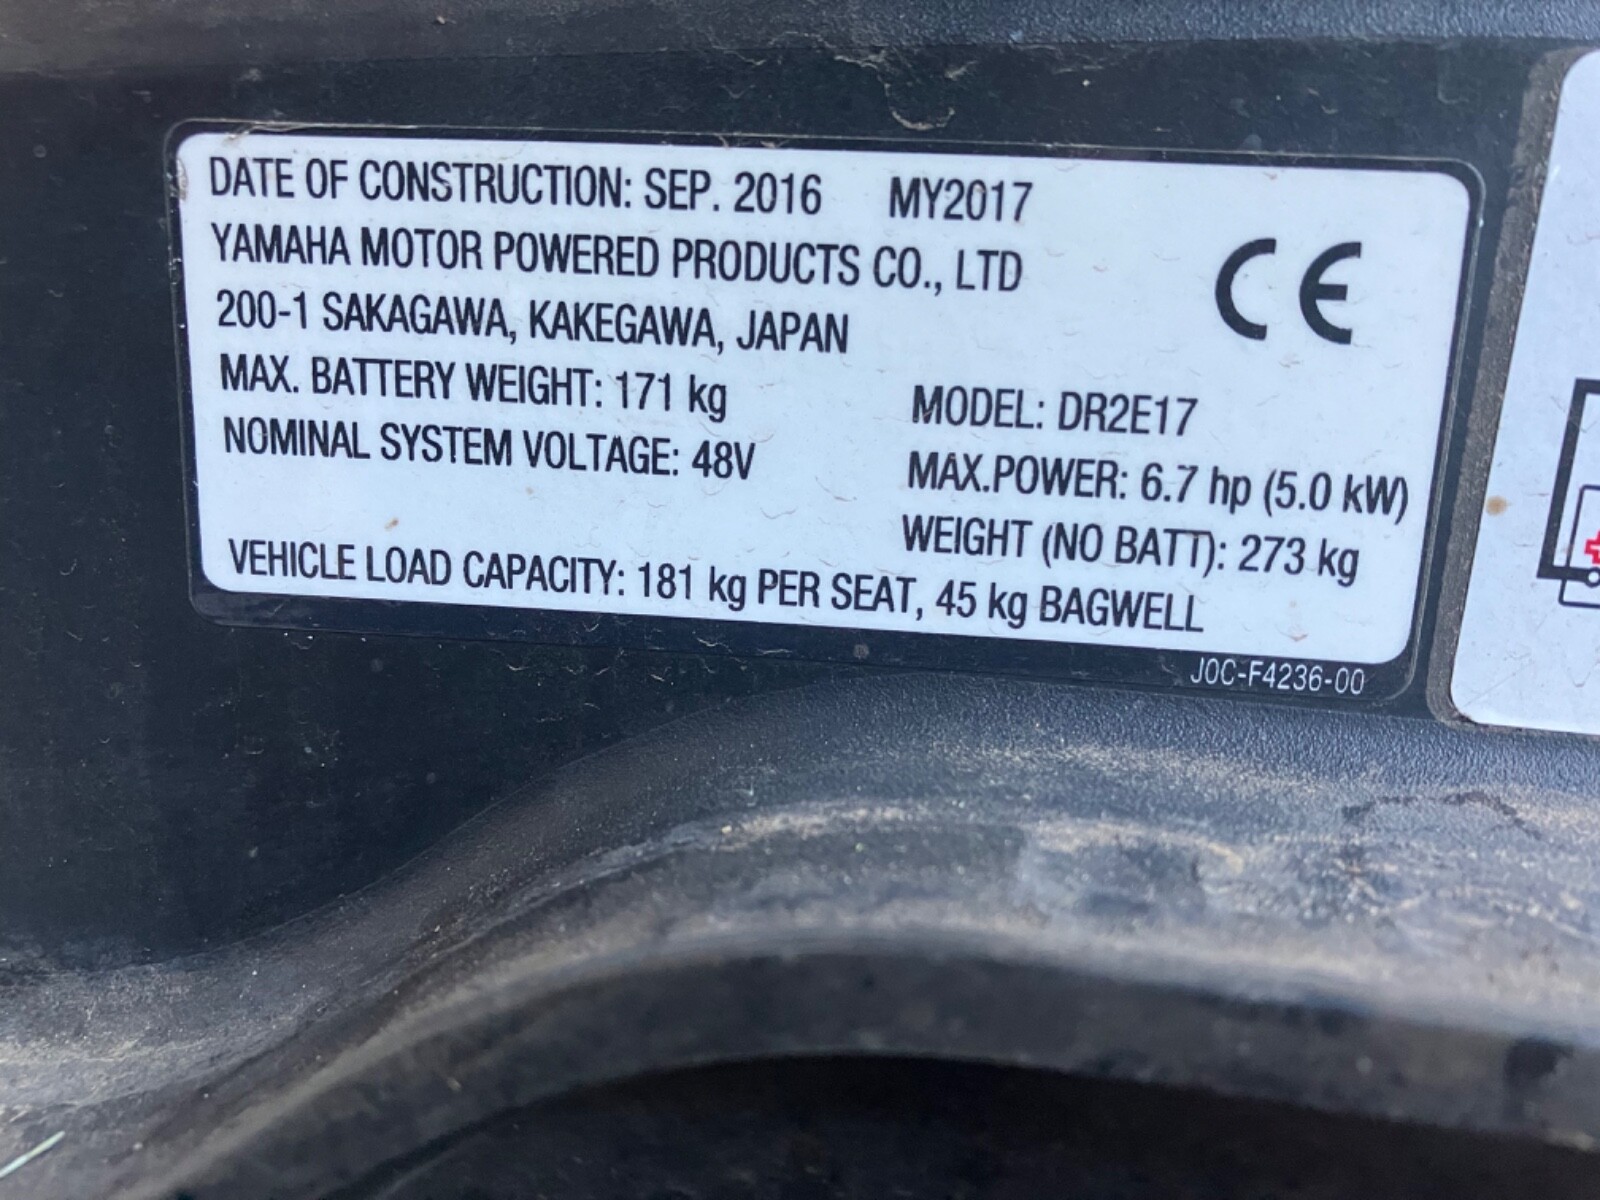 DATE OF CONSTRUCTION: SEP. 2016 MY2017
YAMAHA MOTOR POWERED PRODUCTS CO., LTD
CE
200-1 SAKAGAWA, KAKEGAWA, JAPAN
MAX. BATTERY WEIGHT: 171 kg
MODEL: DR2E17
NOMINAL SYSTEM VOLTAGE: 48V
MAX.POWER: 6.7 hp (5.0 kW)
WEIGHT (NO BATT): 273 kg
VEHICLE LOAD CAPACITY: 181 kg PER SEAT, 45 kg BAGWELL
J0C-F4236-00